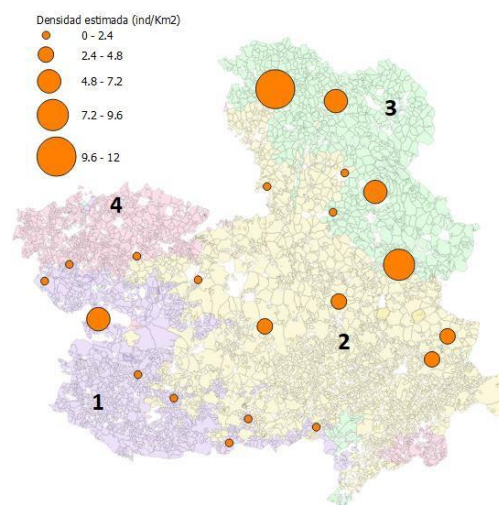 Densidad estimada (ind/Km2)
0 - 2.4
2.4 - 4.8
4.8 - 7.2
7.2 - 9.6
9.6 - 12
3
4
2
1